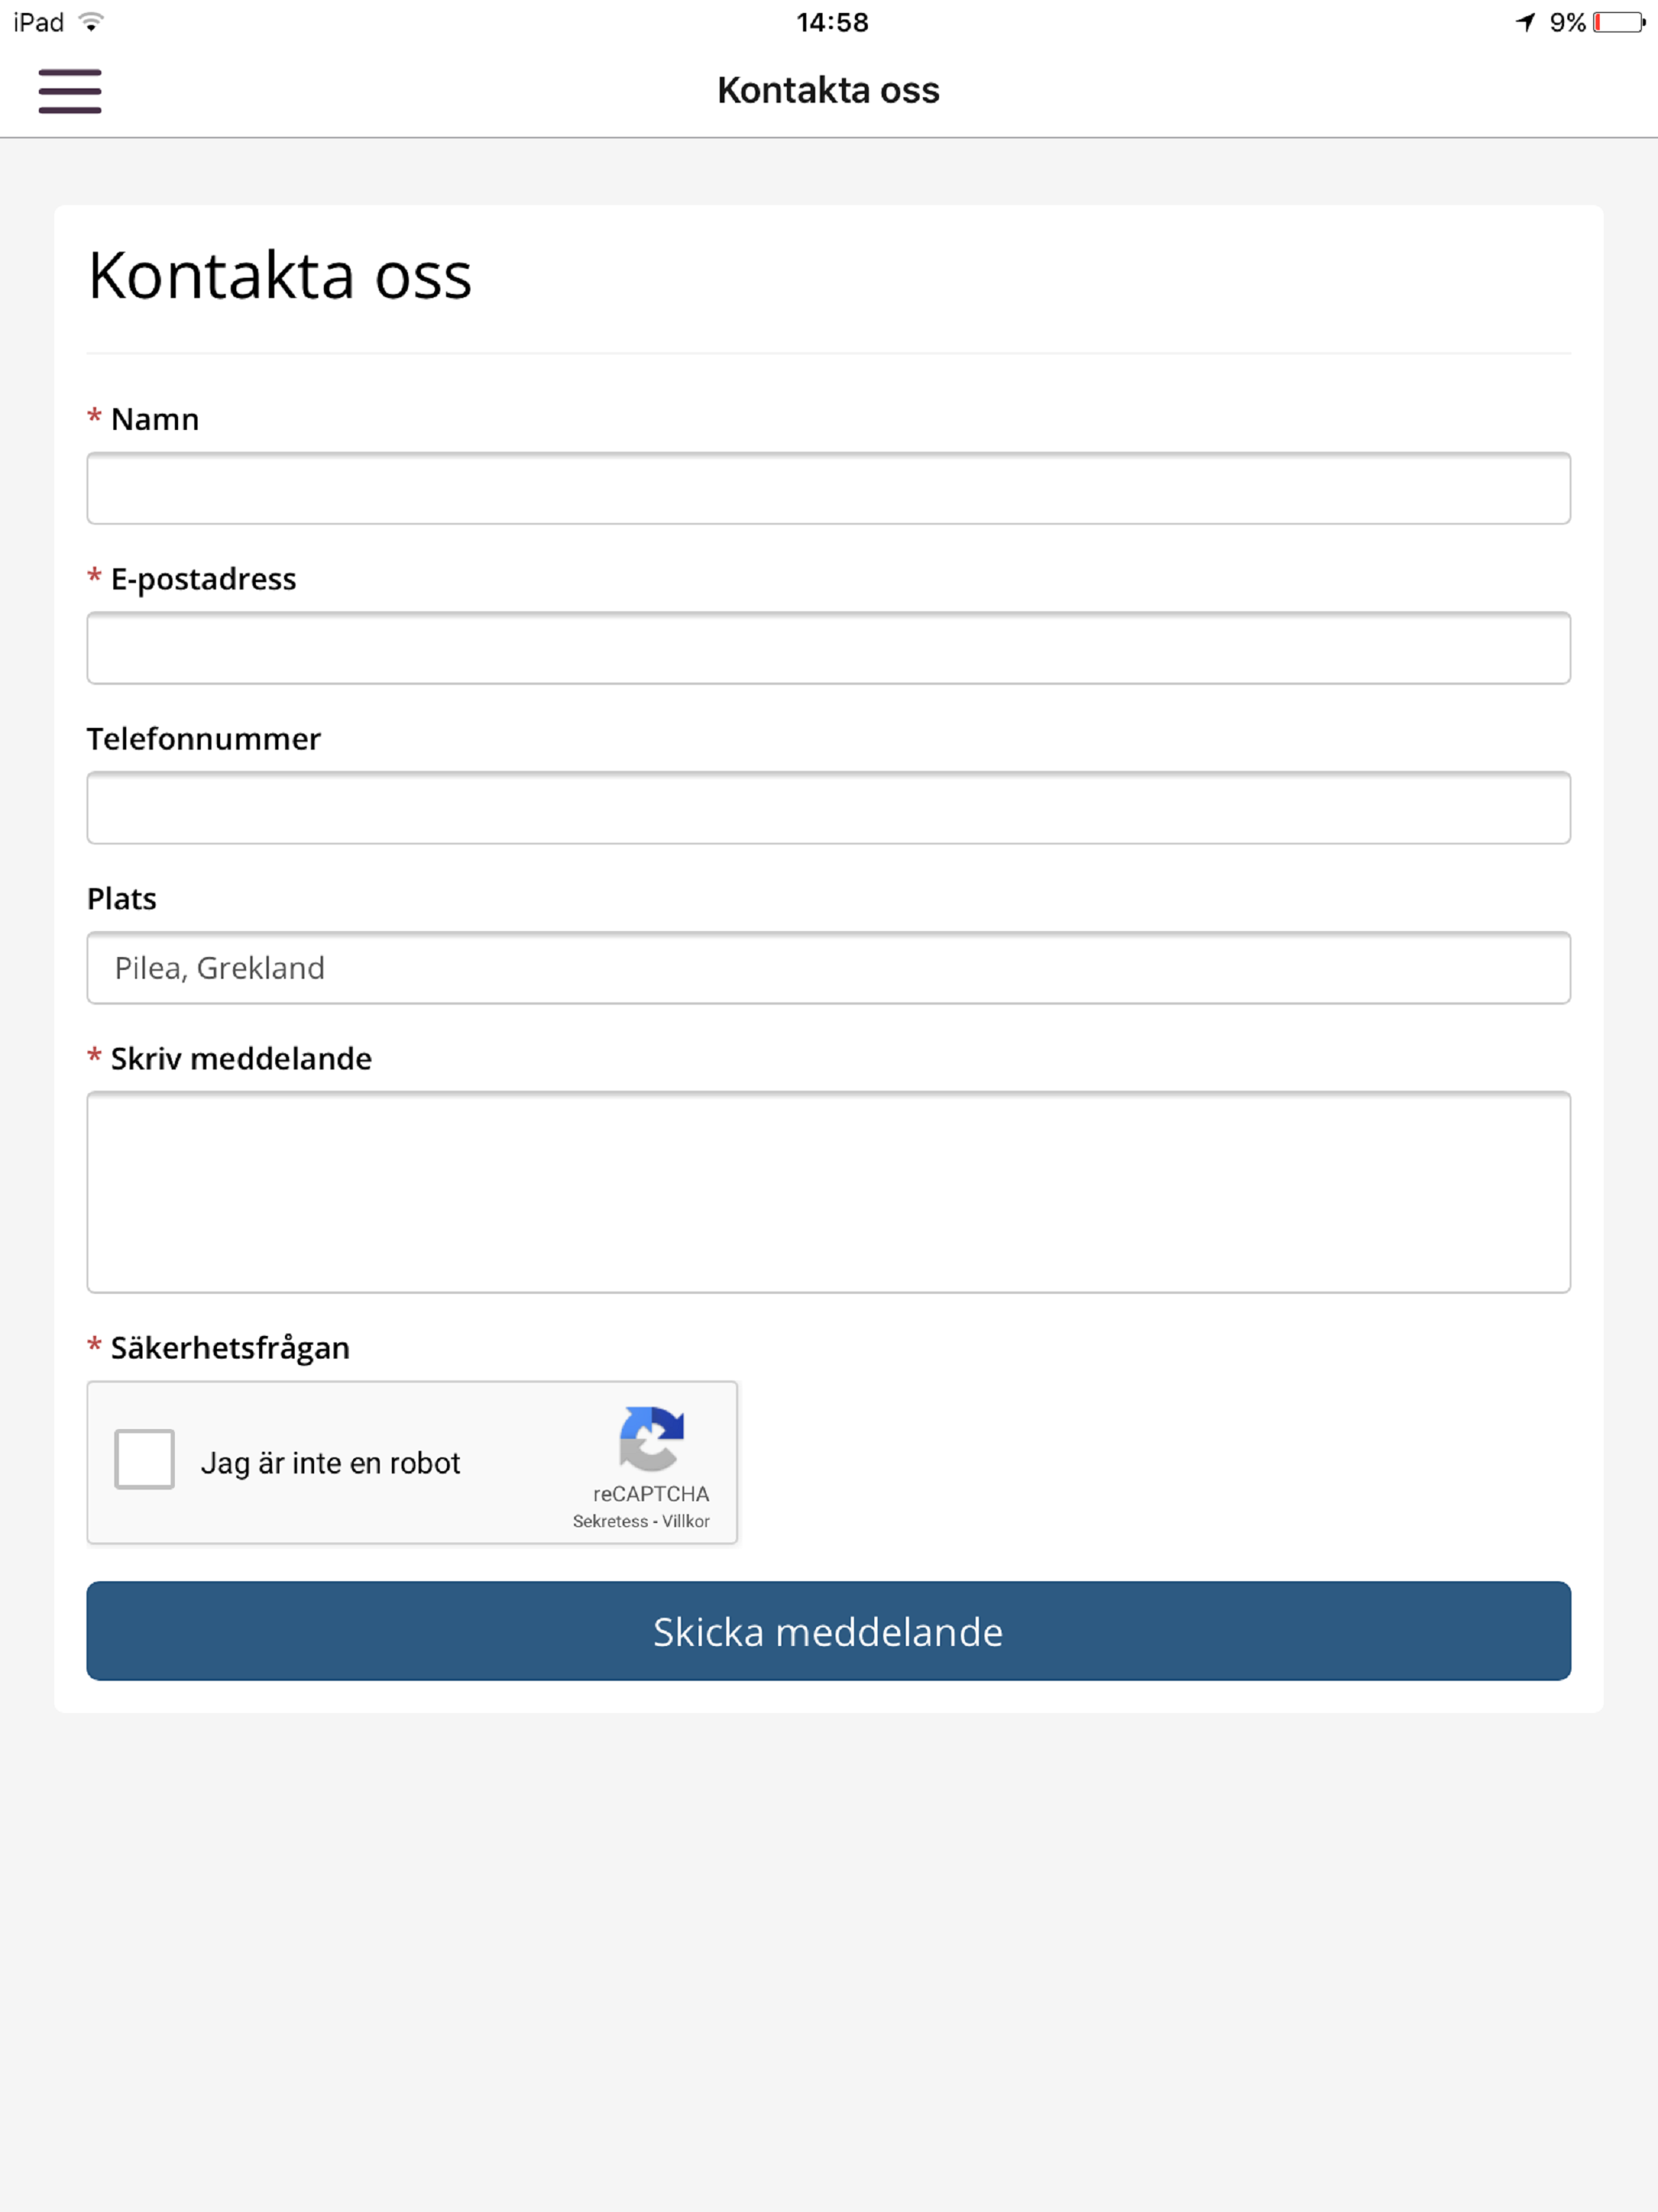 iPad 14:58 9%
Kontakta oss
Kontakta oss
* Namn
* E-postadress
Telefonnummer
Plats
Pilea, Grekland
* Skriv meddelande
* Säkerhetsfrågan
Jag är inte en robot
reCAPTCHA
Sekretess - Villkor
Skicka meddelande